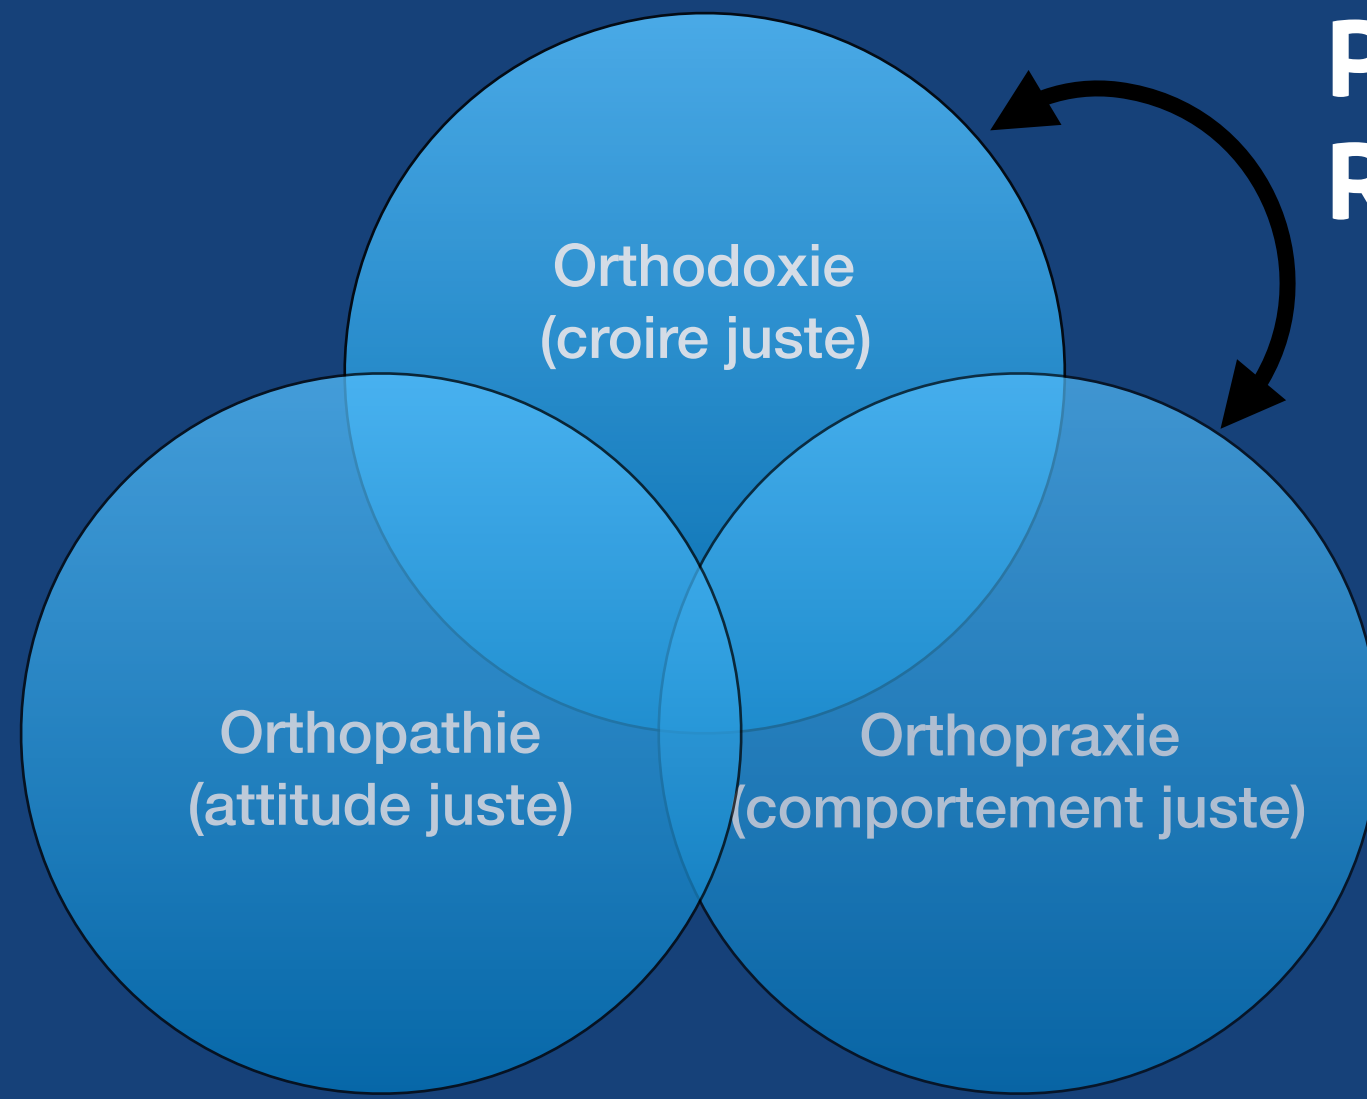 P
R
Orthodoxie
(croire juste)
Orthopathie
(attitude juste)
Orthopraxie
(comportement juste)